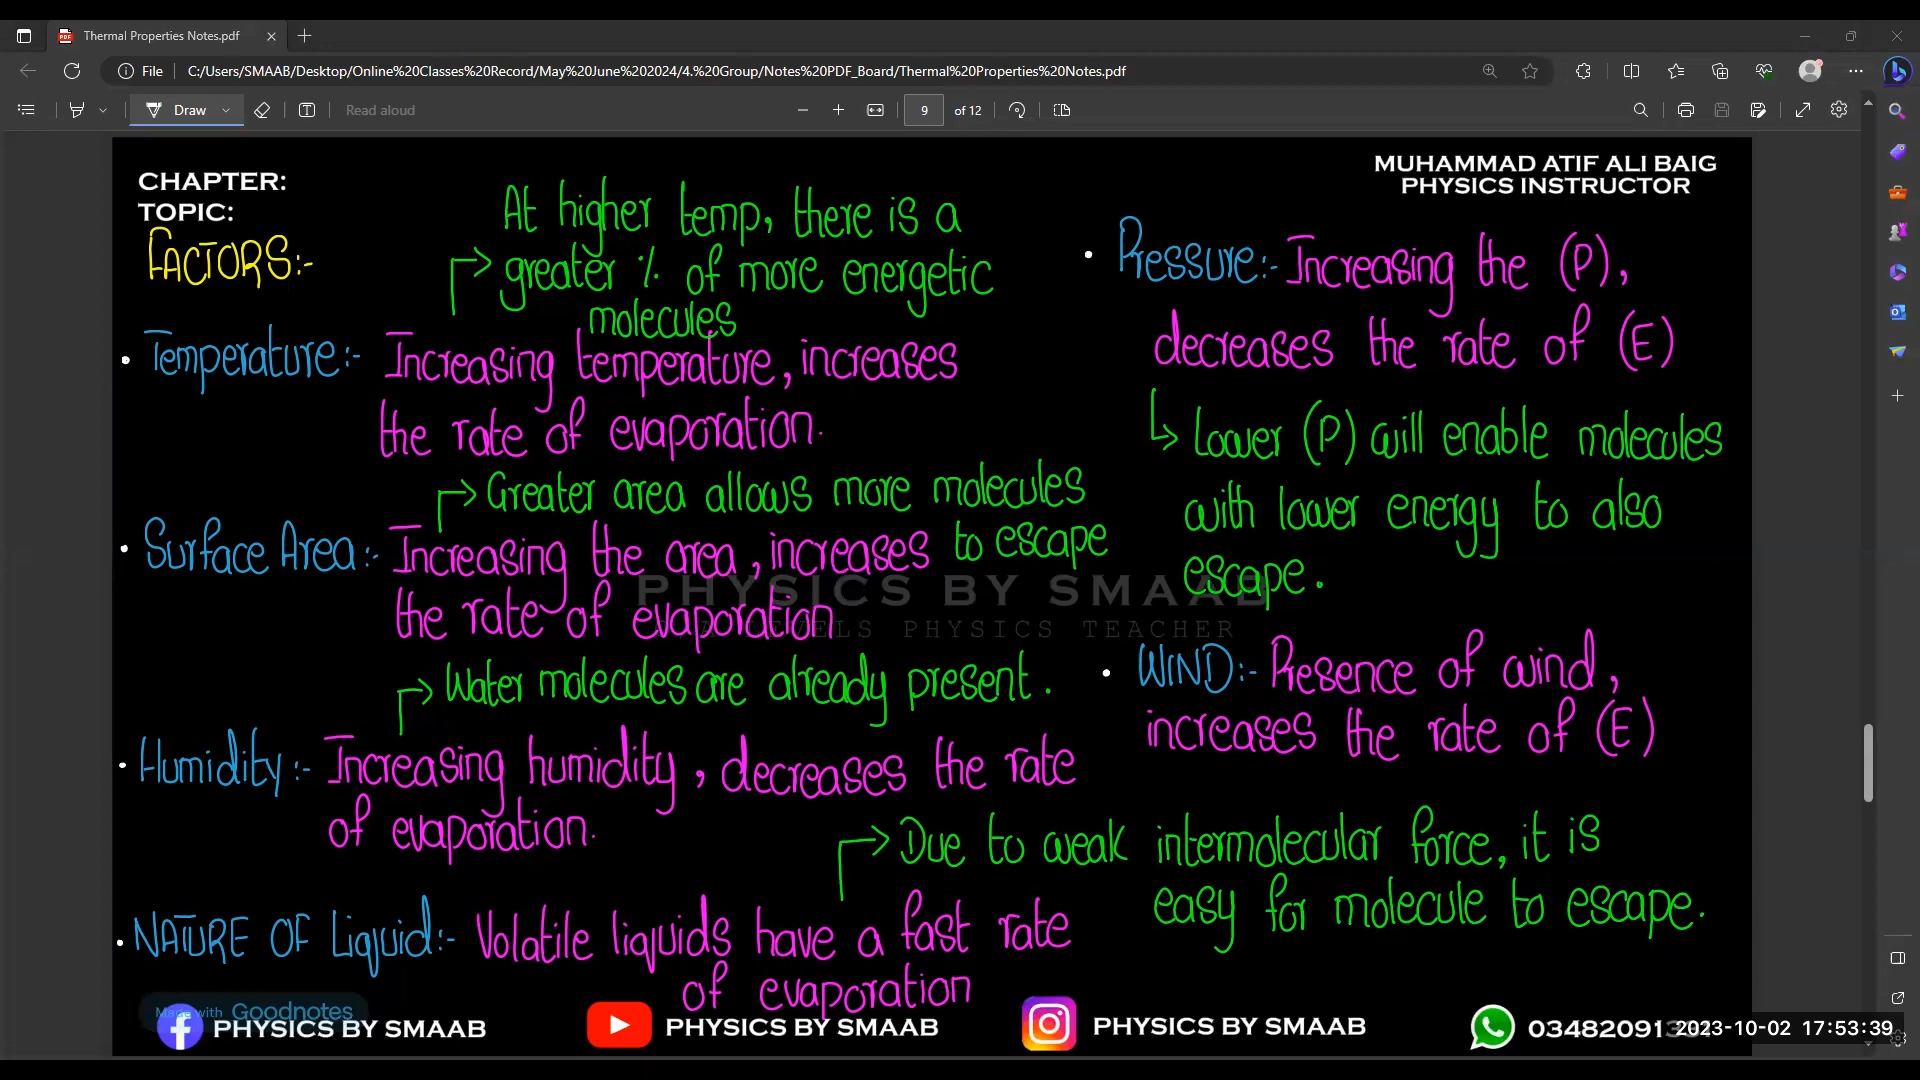 Thermal Properties Notes.pdf
File
C:/Users/SMAAB/Desktop/Online%20Classes%20Record/May%20June%202024/4.%20Group/Notes%20PDF_Board/Thermal%20Properties%20Notes.pdf
Draw
Read aloud
9 of 12
CHAPTER:
TOPIC:
MUHAMMAD ATIF ALI BAIG
PHYSICS INSTRUCTOR
FACTORS:-
At higher temp, there is a
greater % of more energetic
molecules
• Temperature:- Increasing temperature, increases
the rate of evaporation.
Greater area allows more molecules
to escape
• Surface Area:- Increasing the area, increases
the rate of evaporation
Water molecules are already present.
• Humidity:- Increasing humidity, decreases the rate
of evaporation.
• NATURE OF Liquid:- Volatile liquids have a fast rate
of evaporation
Due to weak intermolecular force, it is
easy for molecule to escape.
• Pressure:- Increasing the (P),
decreases the rate of (E)
Lower (P) will enable molecules
with lower energy to also
escape.
• WIND:- Presence of wind,
increases the rate of (E)
PHYSICS BY SMAAB
LEVELS PHYSICS TEACHER
Made with Goodnotes
PHYSICS BY SMAAB
PHYSICS BY SMAAB
PHYSICS BY SMAAB
2023-10-02 17:53:39